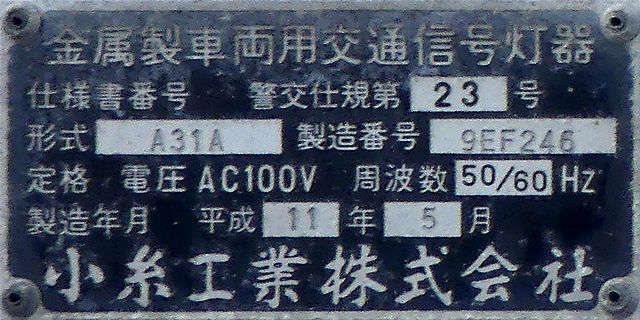 金属製車両用交通信号灯器
仕様書番号 警交仕規第 23 号
形式 A31A 製造番号 9EF246
定格 電圧 AC100V 周波数 50/60 Hz
製造年月 平成 11 年 5 月
小糸工業株式会社